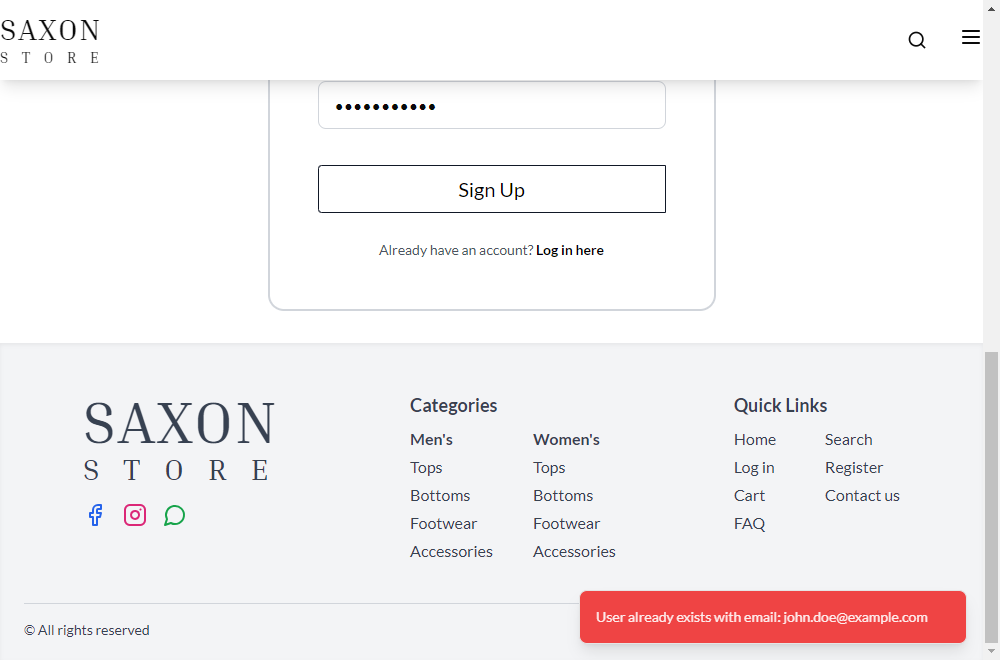 SAXON
STORE
•••••••••••
Sign Up
Already have an account? Log in here
SAXON
STORE
Categories
Men's
Tops
Bottoms
Footwear
Accessories
Women's
Tops
Bottoms
Footwear
Accessories
Quick Links
Home
Log in
Cart
FAQ
Search
Register
Contact us
© All rights reserved
User already exists with email: john.doe@example.com